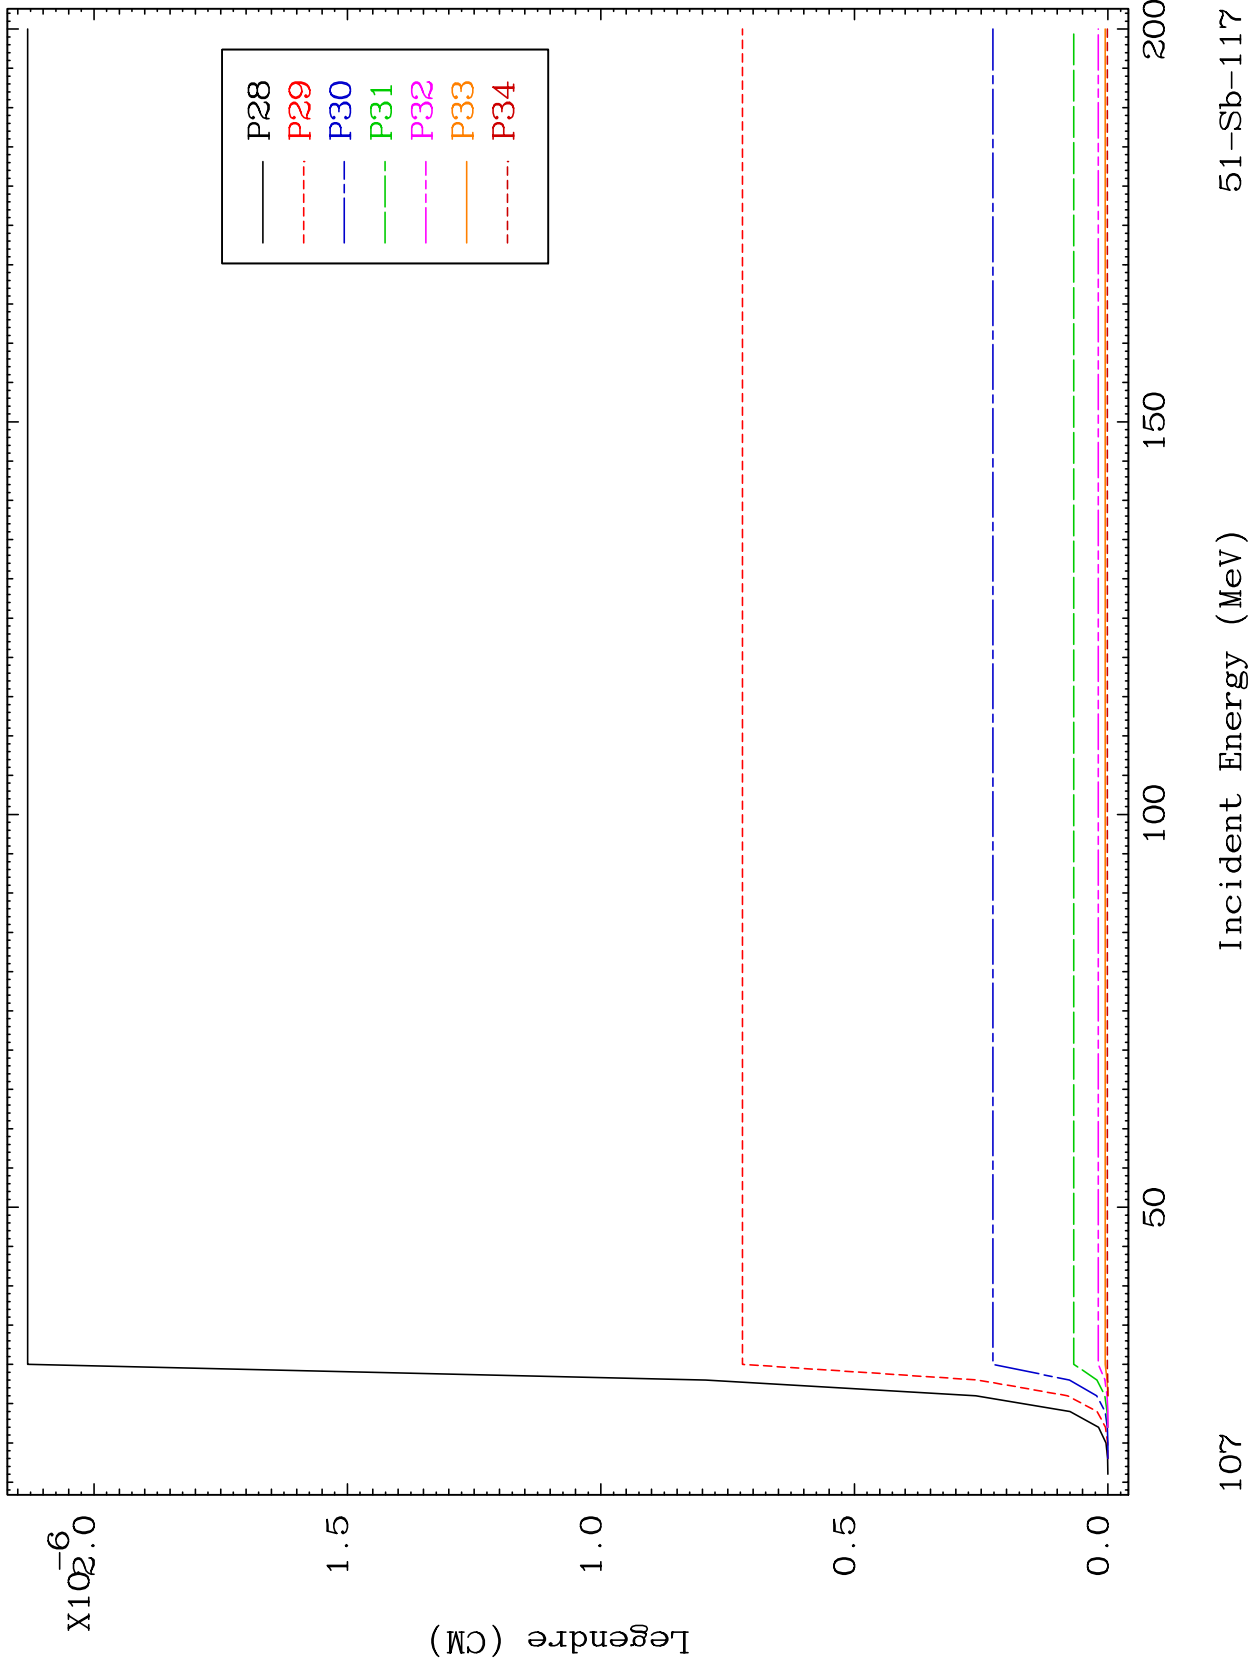 X10-6
2.0
1.5
1.0
0.5
0.0
Legendre (CM)
P28
P29
P30
P31
P32
P33
P34
50
100
150
200
Incident Energy (MeV)
107
51-Sb-117